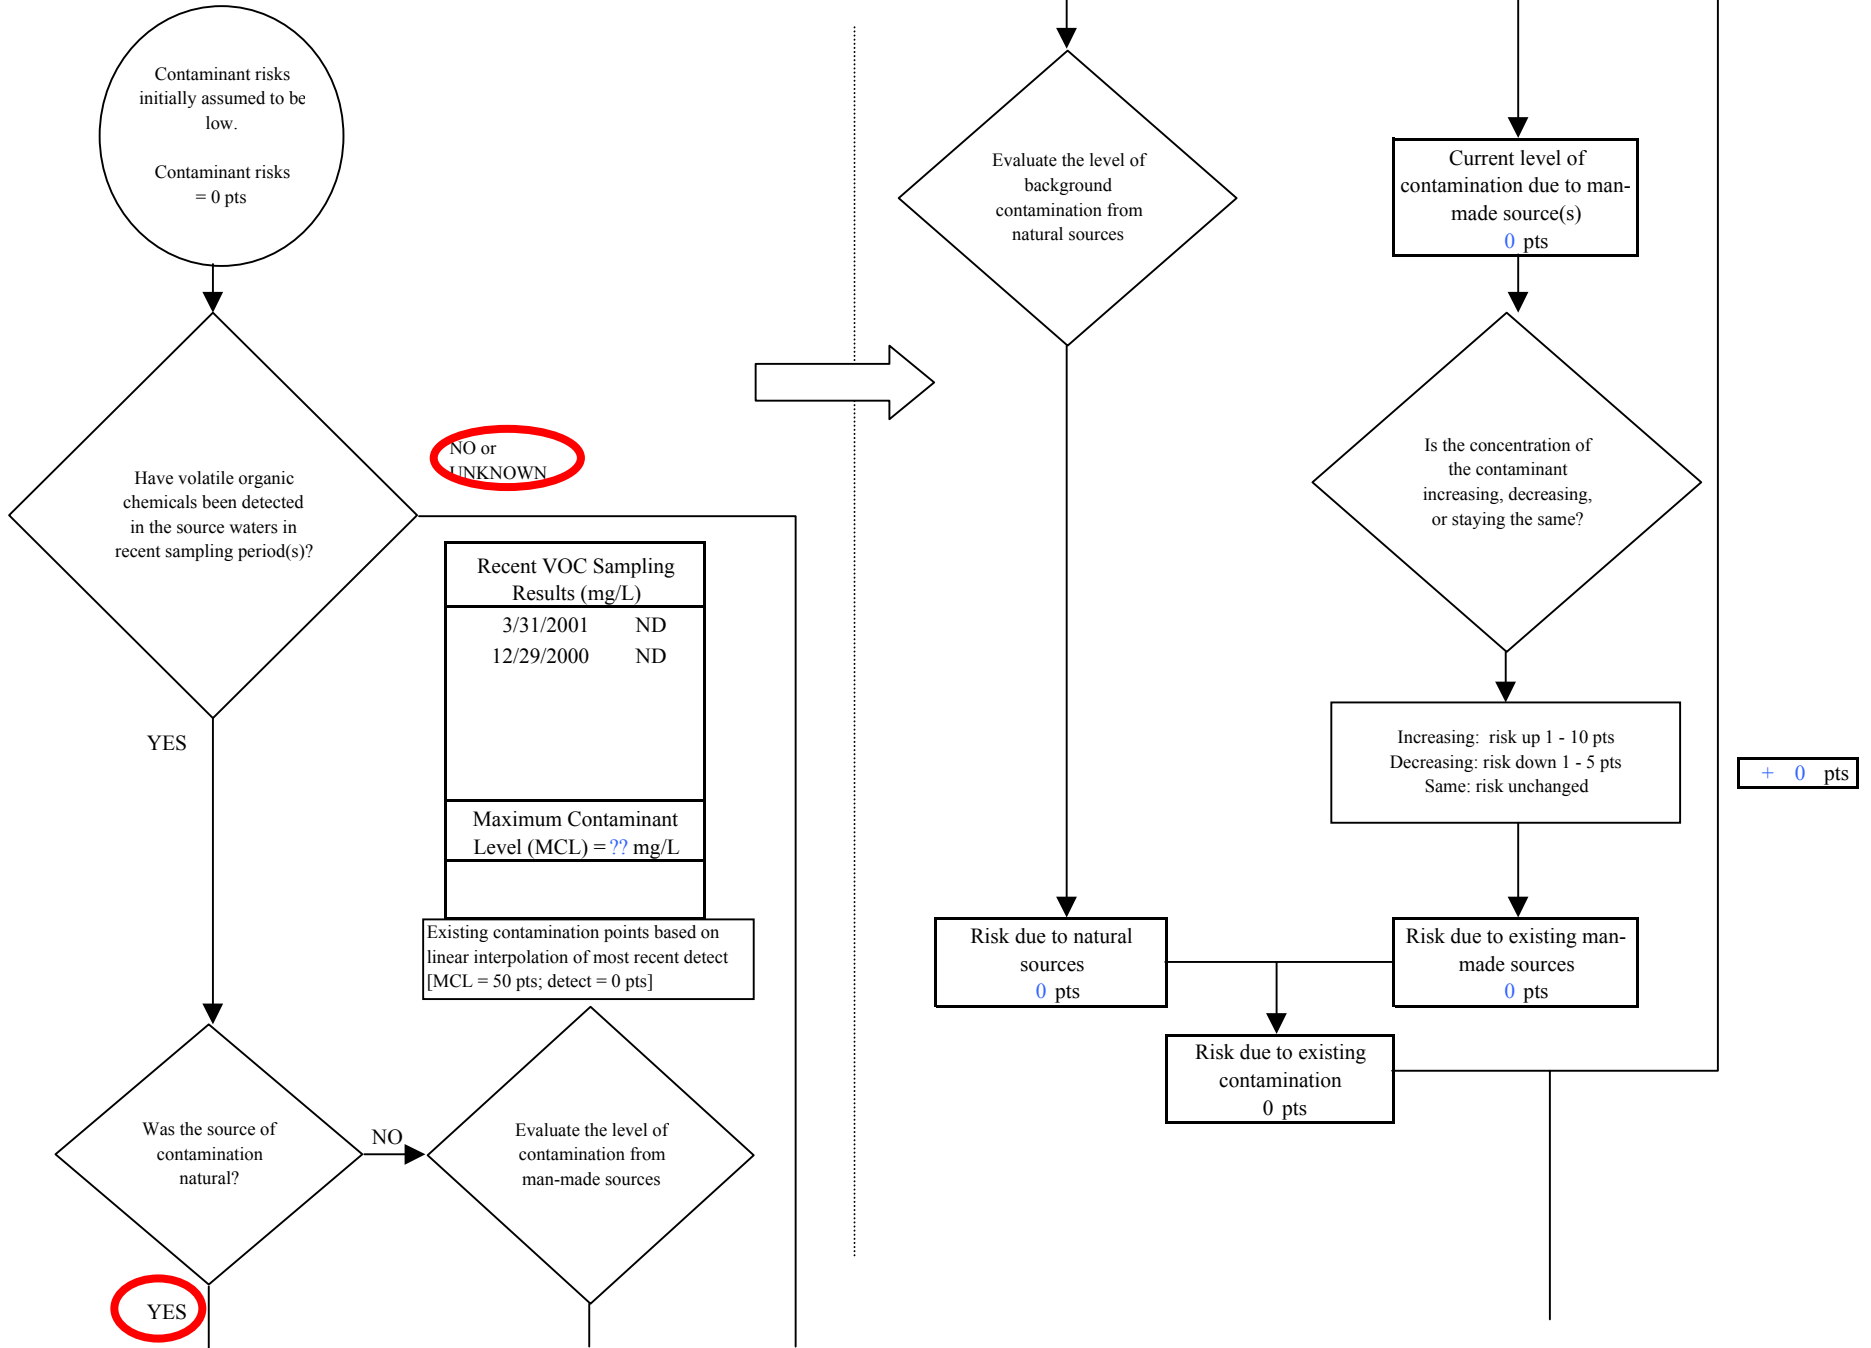 Contaminant risks
initially assumed to be
low.
Contaminant risks
= 0 pts
Have volatile organic
chemicals been detected
in the source waters in
recent sampling period(s)?
NO or
UNKNOWN
YES
Recent VOC Sampling
Results (mg/L)
3/31/2001 ND
12/29/2000 ND
Maximum Contaminant
Level (MCL) = ?? mg/L
Existing contamination points based on
linear interpolation of most recent detect
[MCL = 50 pts; detect = 0 pts]
Was the source of
contamination
natural?
NO
YES
Evaluate the level of
contamination from
man-made sources
Evaluate the level of
background
contamination from
natural sources
Current level of
contamination due to man-
made source(s)
0 pts
Is the concentration of
the contaminant
increasing, decreasing,
or staying the same?
Increasing: risk up 1 - 10 pts
Decreasing: risk down 1 - 5 pts
Same: risk unchanged
+ 0 pts
Risk due to natural
sources
0 pts
Risk due to existing man-
made sources
0 pts
Risk due to existing
contamination
0 pts